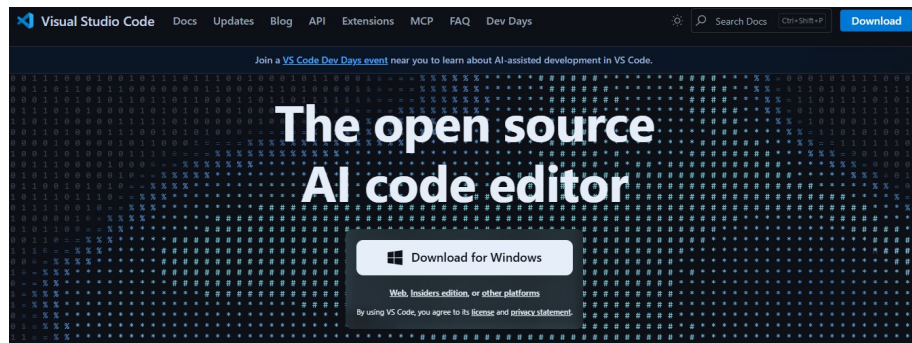 Visual Studio Code Docs Updates Blog API Extensions MCP FAQ Dev Days Search Docs Ctrl+Shift+P Download
Join a VS Code Dev Days event near you to learn about AI-assisted development in VS Code.
The open source
AI code editor
Download for Windows
Web, Insiders edition, or other platforms
By using VS Code, you agree to its license and privacy statement.